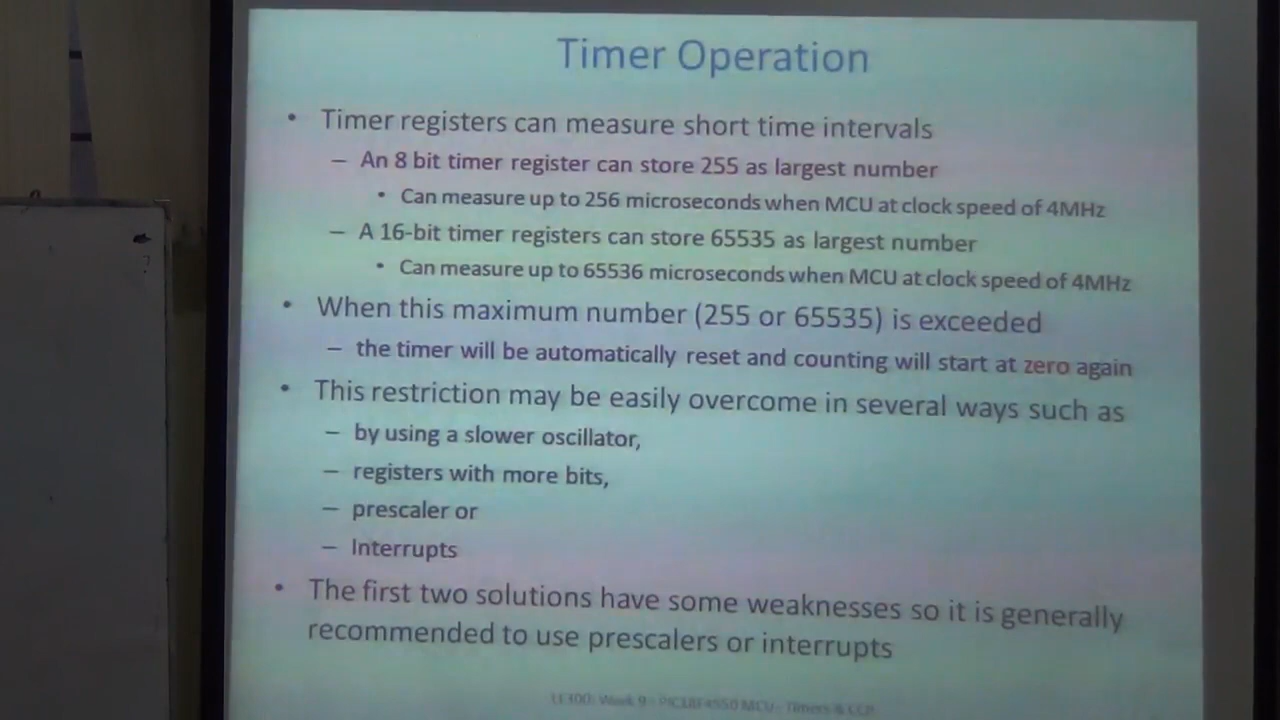 Timer Operation
• Timer registers can measure short time intervals
– An 8 bit timer register can store 255 as largest number
• Can measure up to 256 microseconds when MCU at clock speed of 4MHz
– A 16-bit timer registers can store 65535 as largest number
• Can measure up to 65536 microseconds when MCU at clock speed of 4MHz
• When this maximum number (255 or 65535) is exceeded
– the timer will be automatically reset and counting will start at zero again
• This restriction may be easily overcome in several ways such as
– by using a slower oscillator,
– registers with more bits,
– prescaler or
– Interrupts
• The first two solutions have some weaknesses so it is generally
recommended to use prescalers or interrupts
Week 9 - PIC18F4550 MCU - Timers & CCP